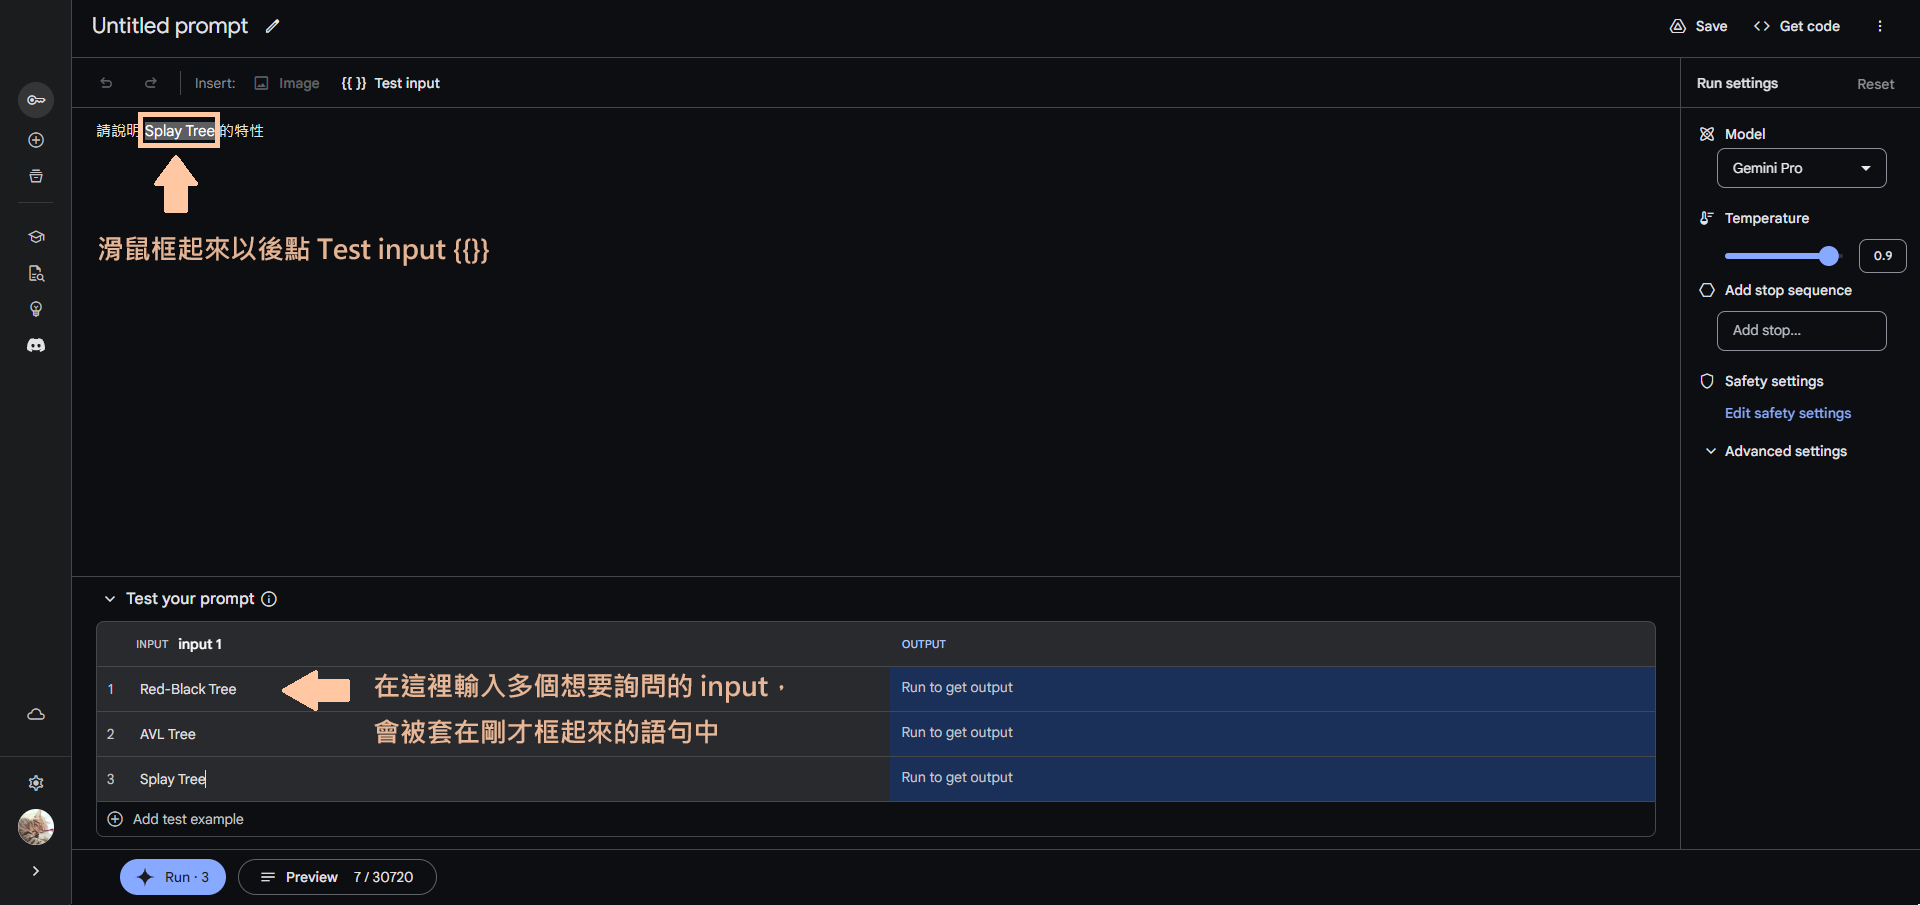 Untitled prompt
Save
Get code
Insert:
Image
{{ }} Test input
Run settings
Reset
請說明 Splay Tree 的特性
Model
Gemini Pro
Temperature
滑鼠框起來以後點 Test input {{}}
0.9
Add stop sequence
Add stop...
Safety settings
Edit safety settings
Advanced settings
Test your prompt
INPUT input 1
OUTPUT
1 Red-Black Tree
在這裡輸入多個想要詢問的 input，
Run to get output
會被套在剛才框起來的語句中
2 AVL Tree
Run to get output
3 Splay Tree
Run to get output
Add test example
Run · 3
Preview 7 / 30720